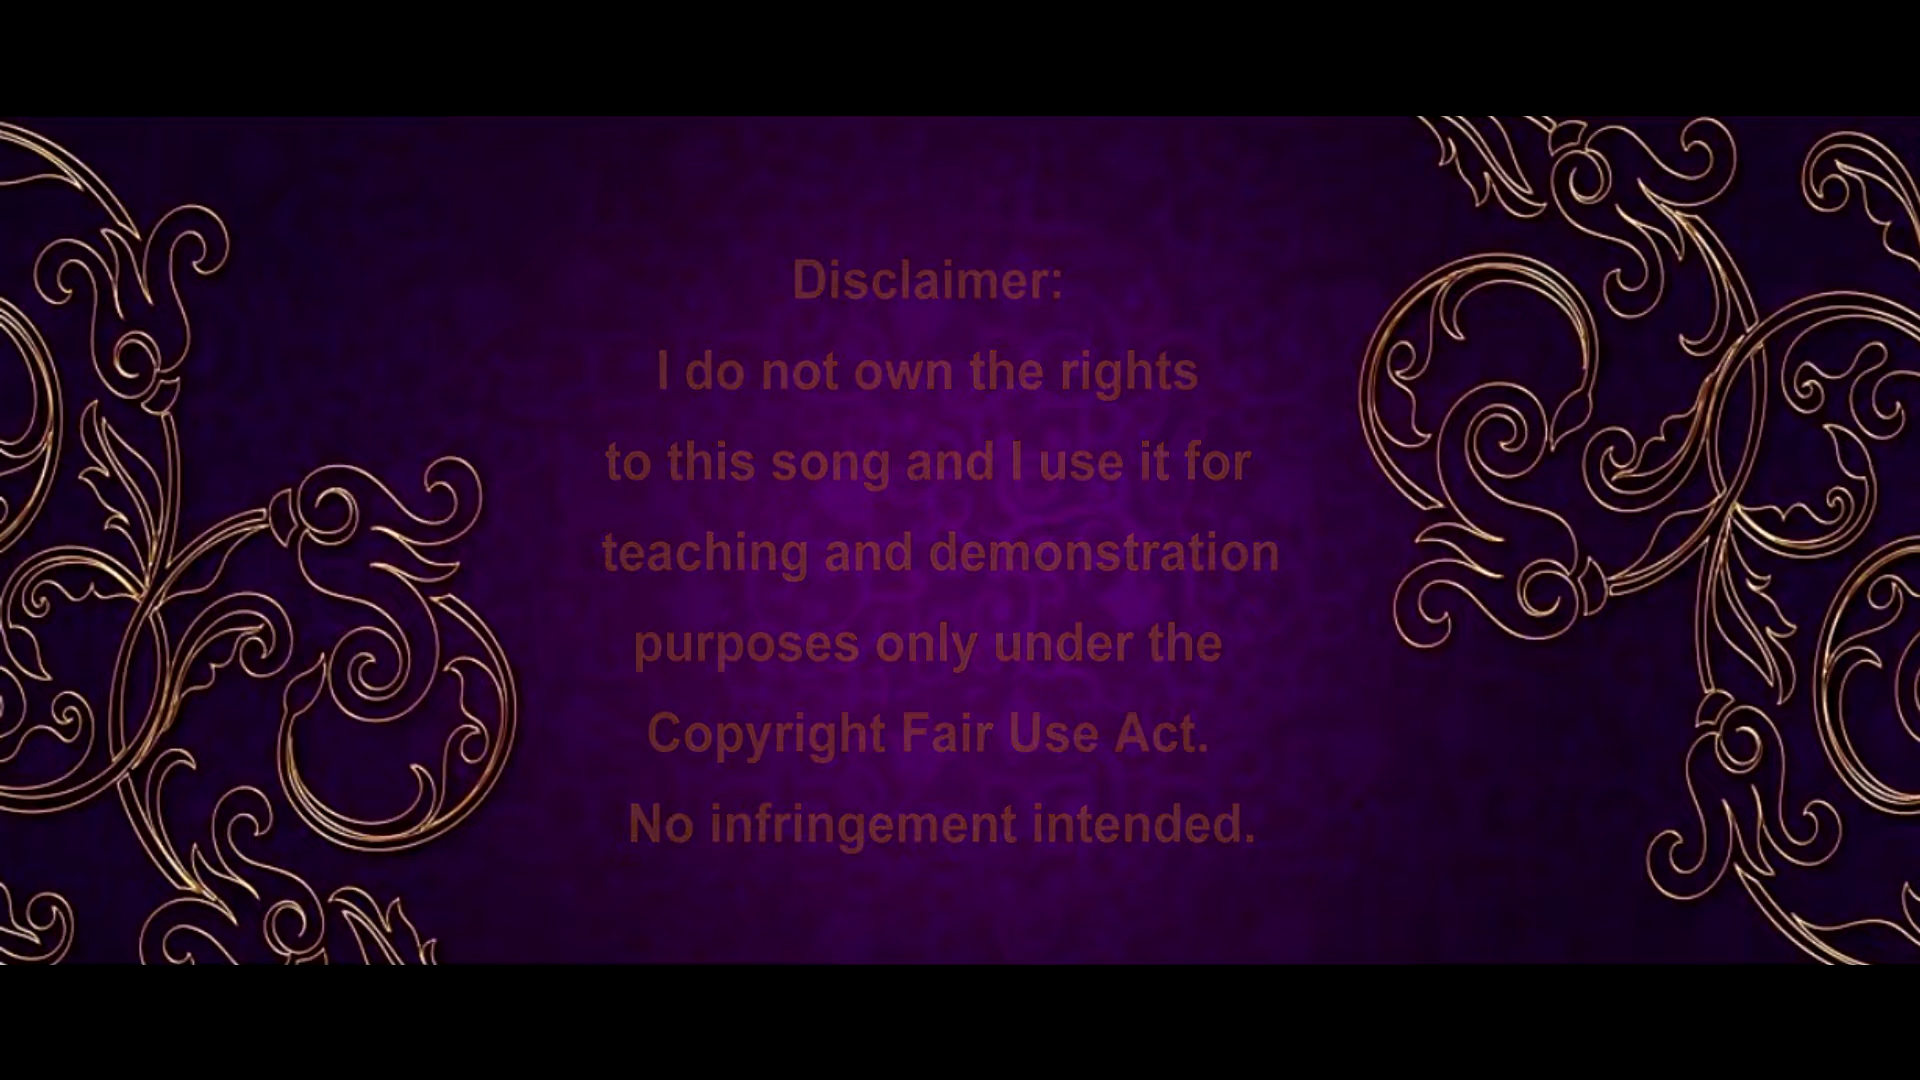 Disclaimer:
I do not own the rights
to this song and I use it for
teaching and demonstration
purposes only under the
Copyright Fair Use Act.
No infringement intended.